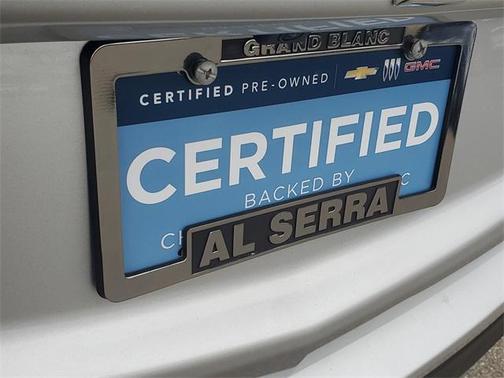 GRAND BLANC
CERTIFIED PRE-OWNED GMC
CERTIFIED
BACKED BY
AL SERRA